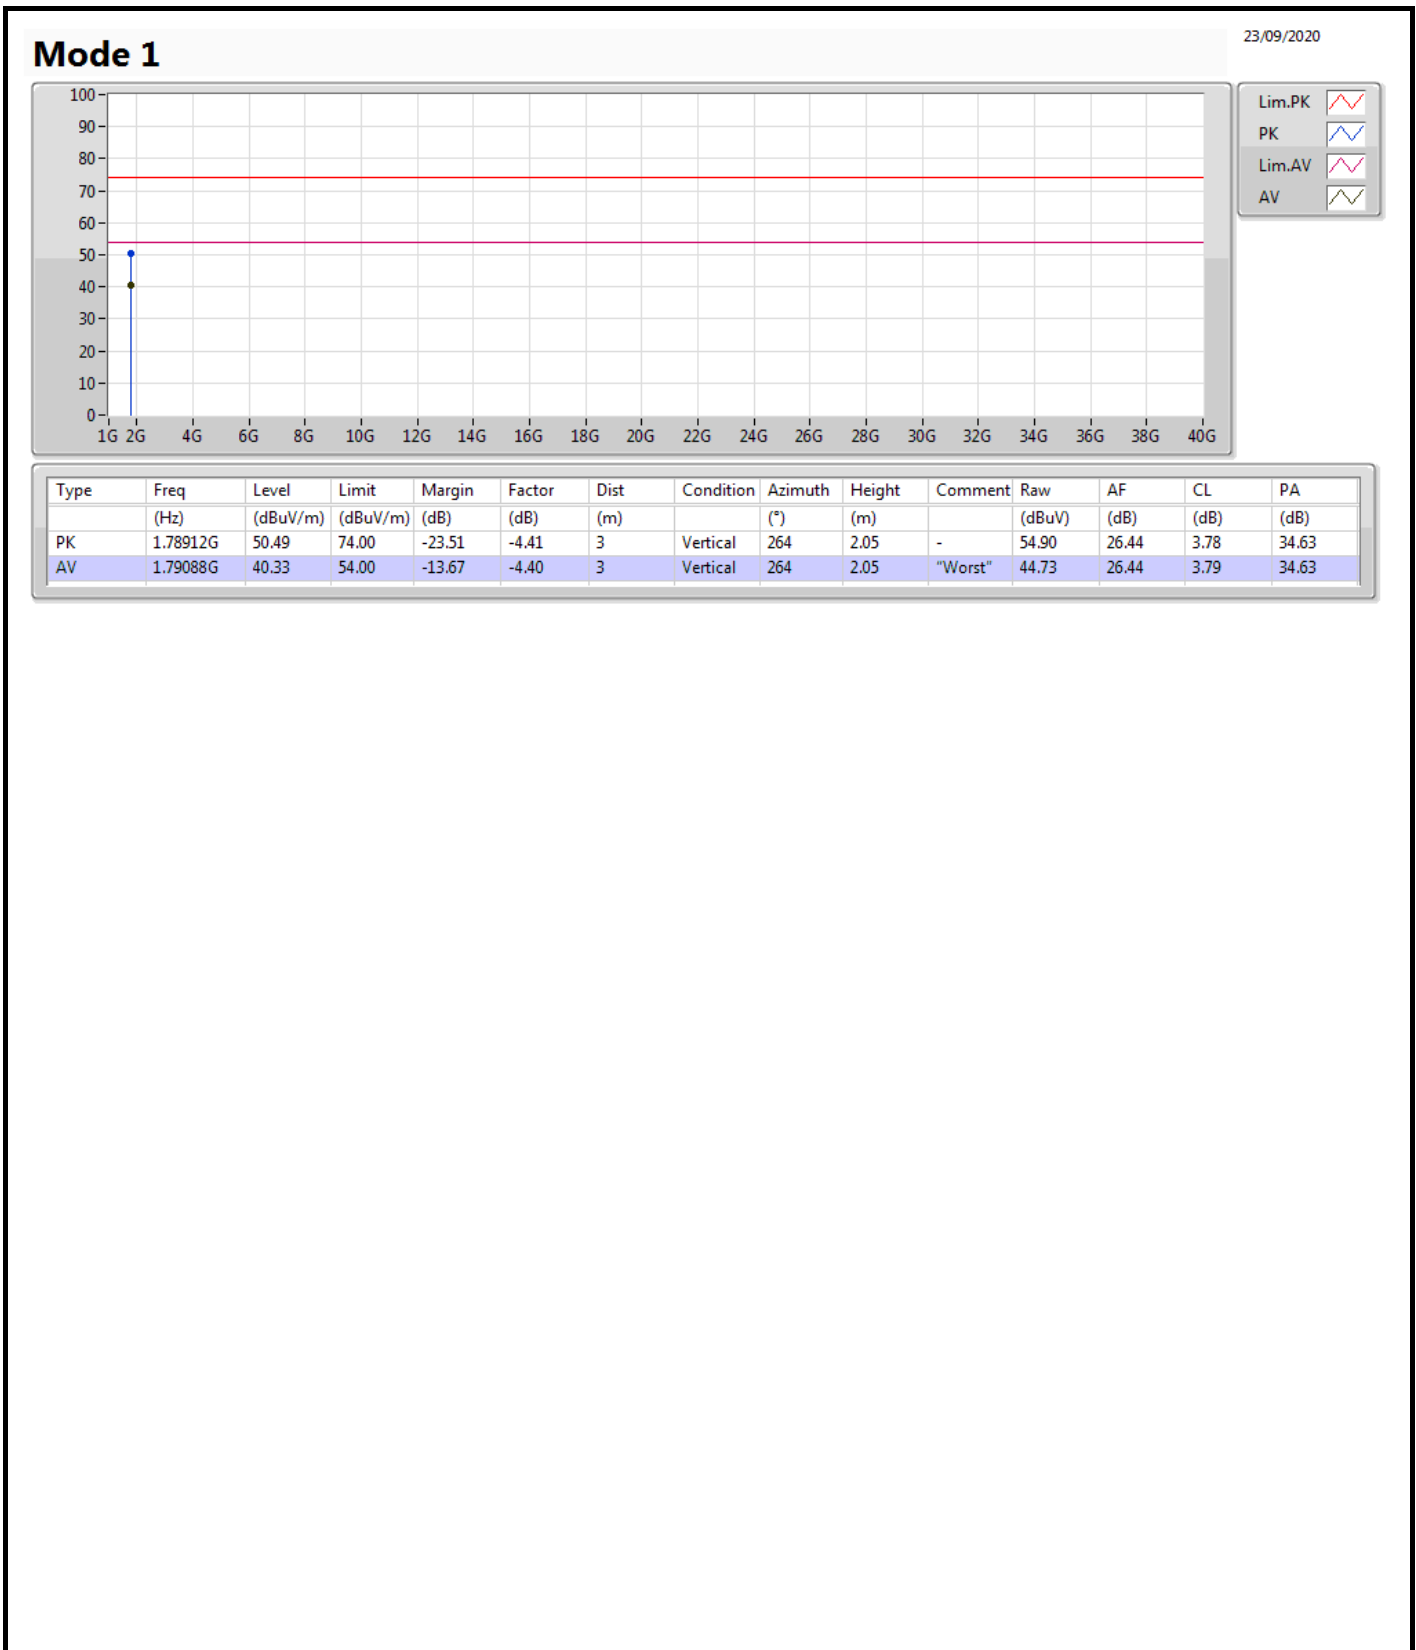 23/09/2020
Mode 1
100
90
80
70
60
50
40
30
20
10
0
1G 2G 4G 6G 8G 10G 12G 14G 16G 18G 20G 22G 24G 26G 28G 30G 32G 34G 36G 38G 40G
Lim.PK
PK
Lim.AV
AV
Type Freq Level Limit Margin Factor Dist Condition Azimuth Height Comment Raw AF CL PA
(Hz) (dBuV/m) (dBuV/m) (dB) (dB) (m) (°) (m) (dBuV) (dB) (dB) (dB)
PK 1.78912G 50.49 74.00 -23.51 -4.41 3 Vertical 264 2.05 - 54.90 26.44 3.78 34.63
AV 1.79088G 40.33 54.00 -13.67 -4.40 3 Vertical 264 2.05 "Worst" 44.73 26.44 3.79 34.63